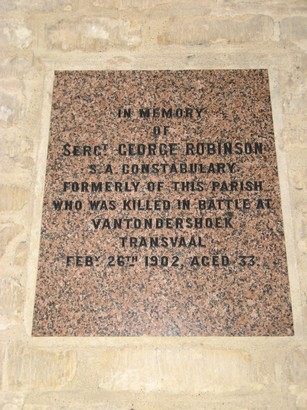 IN MEMORY
OF
SERGT GEORGE ROBINSON
S.A. CONSTABULARY.
FORMERLY OF THIS PARISH
WHO WAS KILLED IN BATTLE AT
VANTONDERSHOEK
TRANSVAAL
FEBY. 26TH 1902, AGED 33.